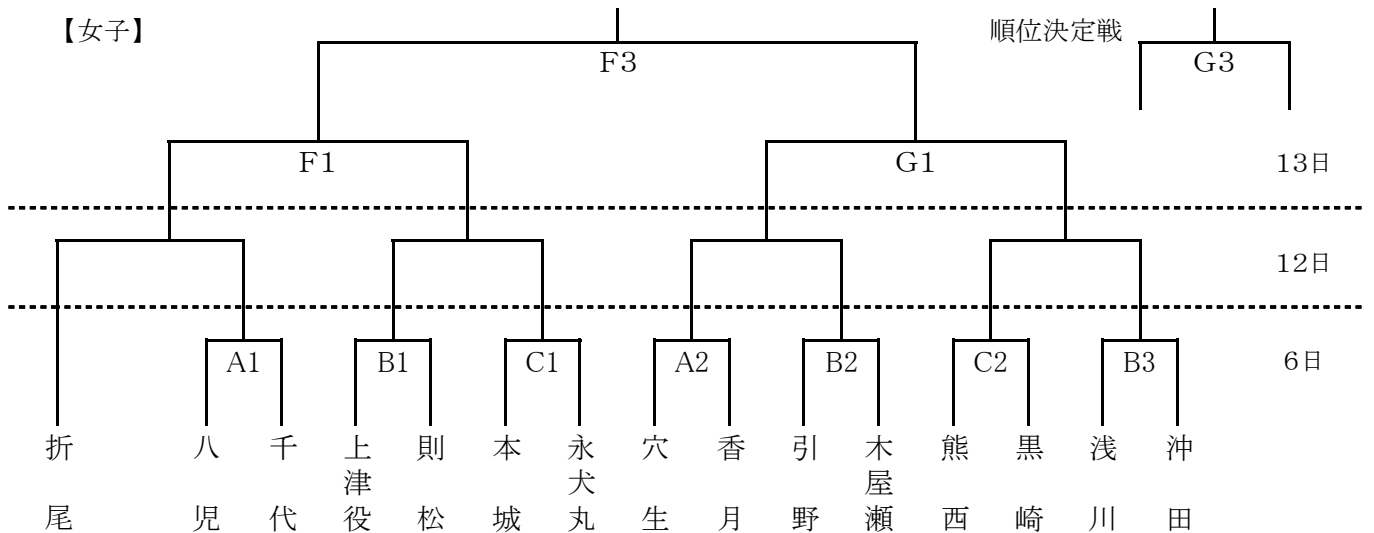 【女子】
順位決定戦
F3
G3
F1
G1
13日
12日
A1
B1
C1
A2
B2
C2
B3
6日
折尾
八児
千代
上津役
則松
本城
永犬丸
穴生
香月
引野
木屋瀬
熊西
黒崎
浅川
沖田